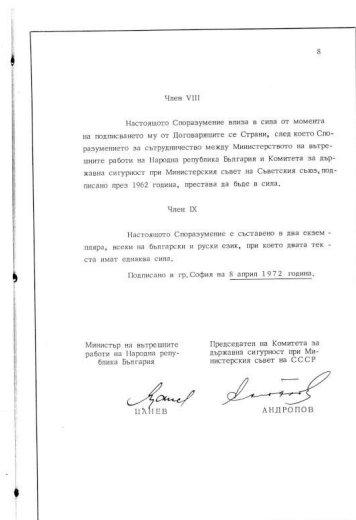 8
Член VIII
Настоящото Споразумение влиза в сила от момента
на подписването му от Договарящите се Страни, след което Спо-
разумението за сътрудничество между Министерството на вътре-
шните работи на Народна република България и Комитета за дър-
жавна сигурност при Министерския съвет на Съветския съюз, под-
писано през 1962 година, престава да бъде в сила.
Член IX
Настоящото Споразумение е съставено в два екзем -
пляра, всеки на български и руски език, при което двата тек -
ста имат еднаква сила.
Подписано в гр. София на 8 април 1972 година.
Министър на вътрешните
работи на Народна репу-
блика България
Председател на Комитета за
държавна сигурност при Ми-
нистерския съвет на СССР
ЦАНЕВ
АНДРОПОВ